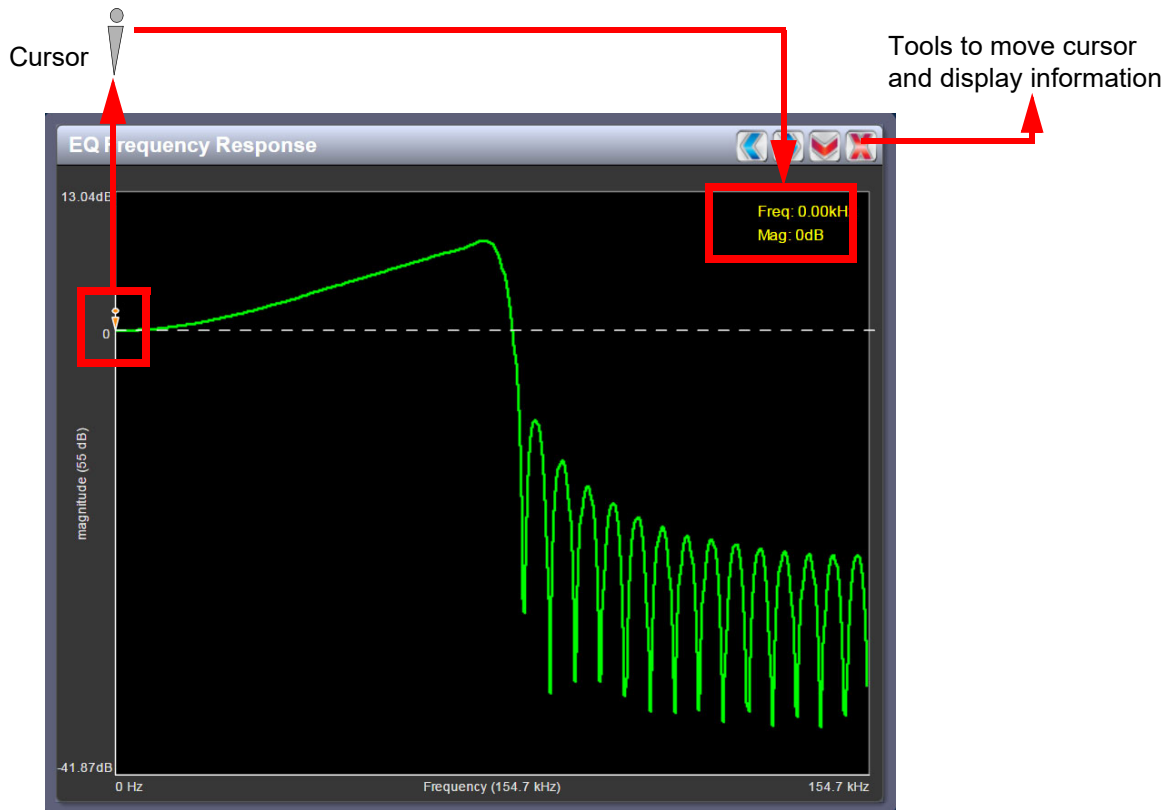 Cursor
Tools to move cursor
and display information
EQ Frequency Response
13.04dB
Freq: 0.00kHz
Mag: 0dB
0
magnitude (55 dB)
-41.87dB
0 Hz
Frequency (154.7 kHz)
154.7 kHz